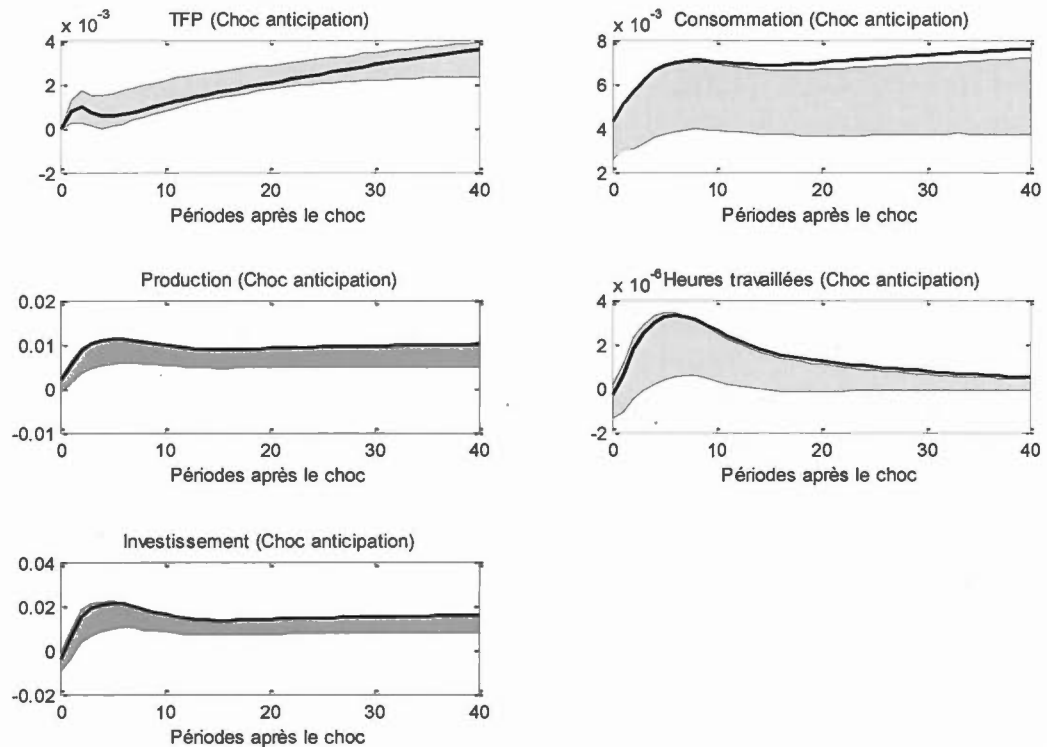 TFP (Choc anticipation)
x 10-3
4
2
0
-2
0 10 20 30 40
Périodes après le choc
Consommation (Choc anticipation)
x 10-3
8
6
4
2
0 10 20 30 40
Périodes après le choc
Production (Choc anticipation)
0.02
0.01
0
-0.01
0 10 20 30 40
Périodes après le choc
x 10-6 Heures travaillées (Choc anticipation)
4
2
0
-2
0 10 20 30 40
Périodes après le choc
Investissement (Choc anticipation)
0.04
0.02
0
-0.02
0 10 20 30 40
Périodes après le choc